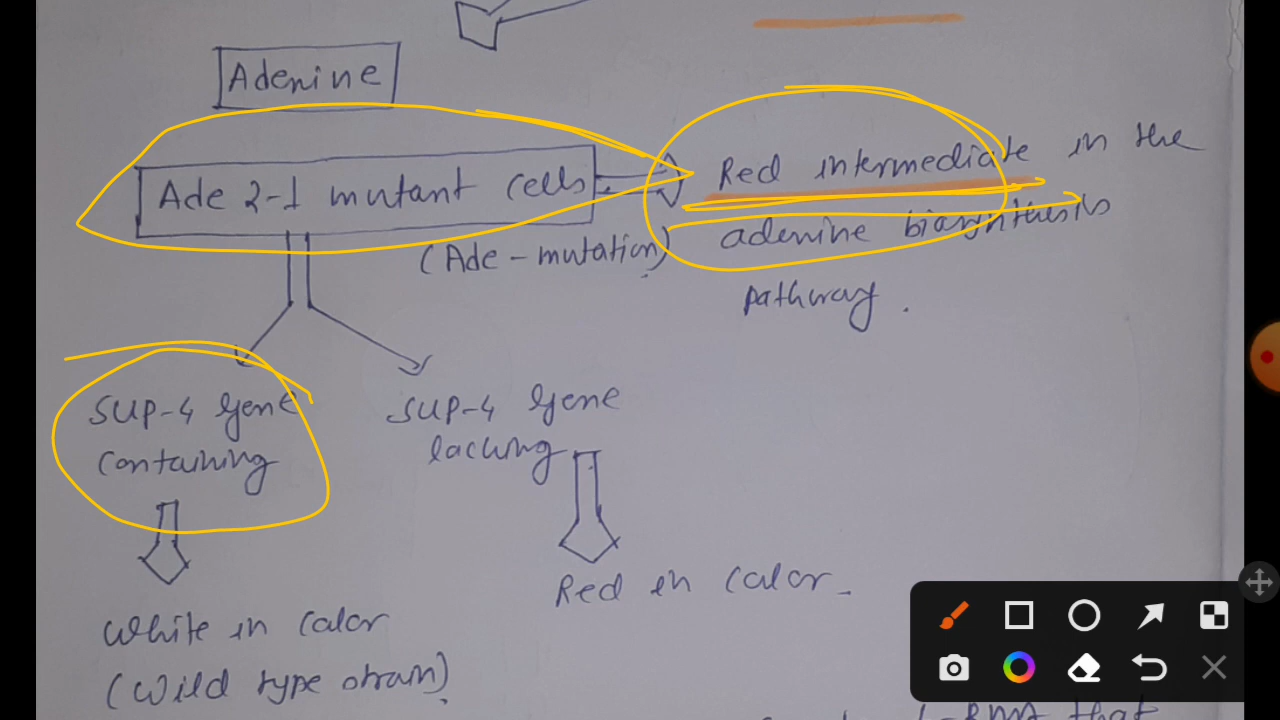 Adenine
Ade 2-1 mutant cells
Red intermediate in the
(Ade-mutation)
adenine biosynthesis
pathway.
SUP-4 gene
containing
SUP-4 gene
lacking
White in color
(Wild type strain)
Red in color.
that